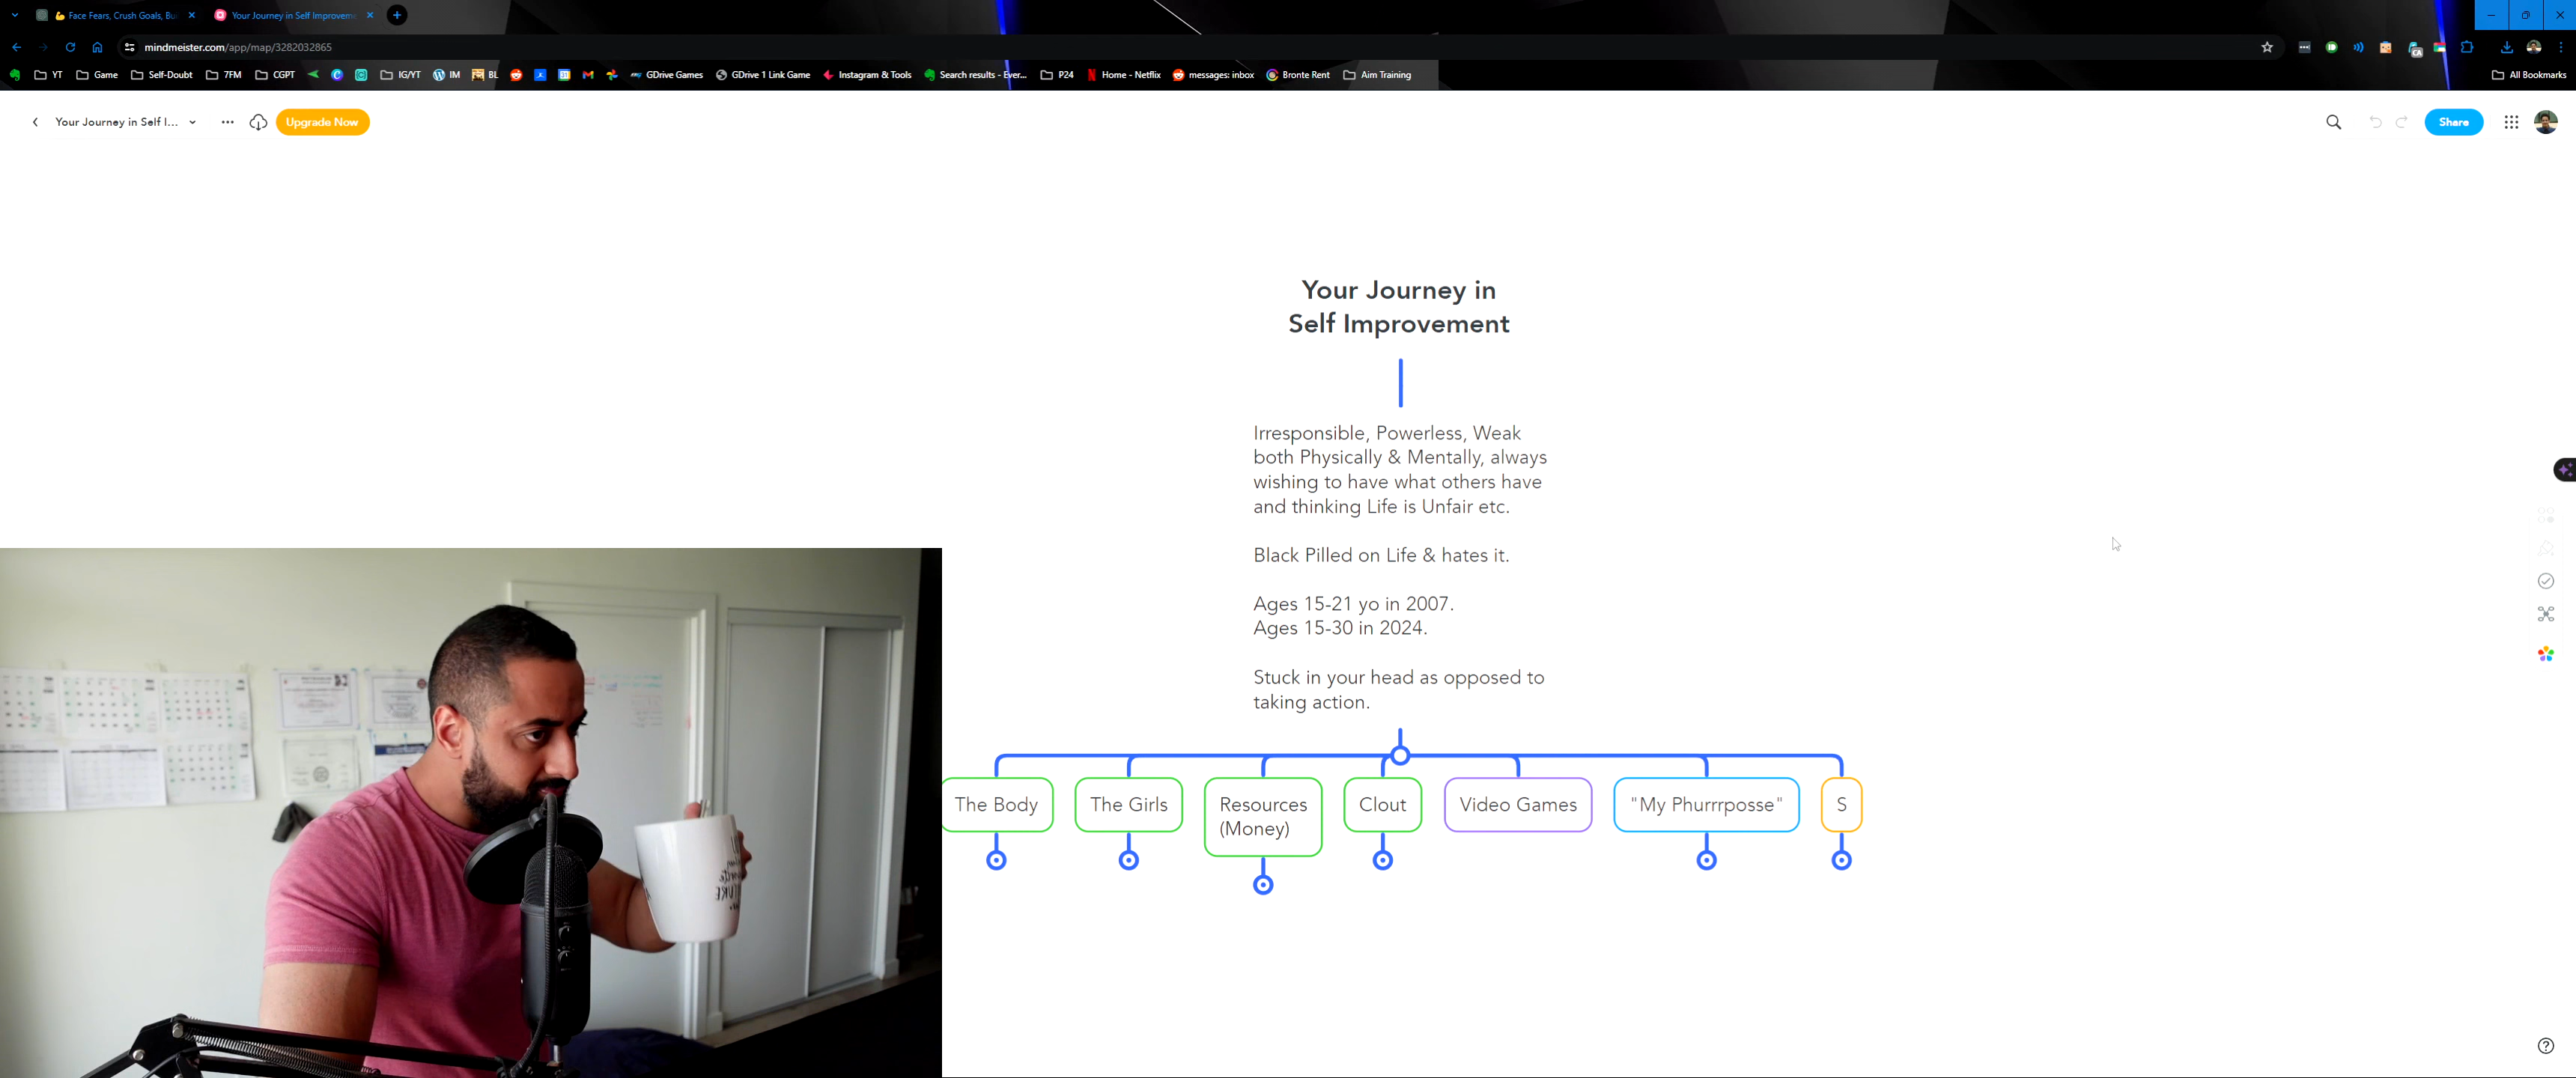 💪 Face Fears, Crush Goals, Bu
Your Journey in Self Improveme
mindmeister.com/app/map/3282032865
YT
Game
Self-Doubt
7FM
CGPT
IG/YT
IM
BL
GDrive Games
GDrive 1 Link Game
Instagram & Tools
Search results - Ever...
P24
Home - Netflix
messages: inbox
Bronte Rent
Aim Training
All Bookmarks
Your Journey in Self I...
Upgrade Now
Share
Your Journey in
Self Improvement
Irresponsible, Powerless, Weak
both Physically & Mentally, always
wishing to have what others have
and thinking Life is Unfair etc.
Black Pilled on Life & hates it.
Ages 15-21 yo in 2007.
Ages 15-30 in 2024.
Stuck in your head as opposed to
taking action.
The Body
The Girls
Resources
(Money)
Clout
Video Games
"My Phurrrposse"
S